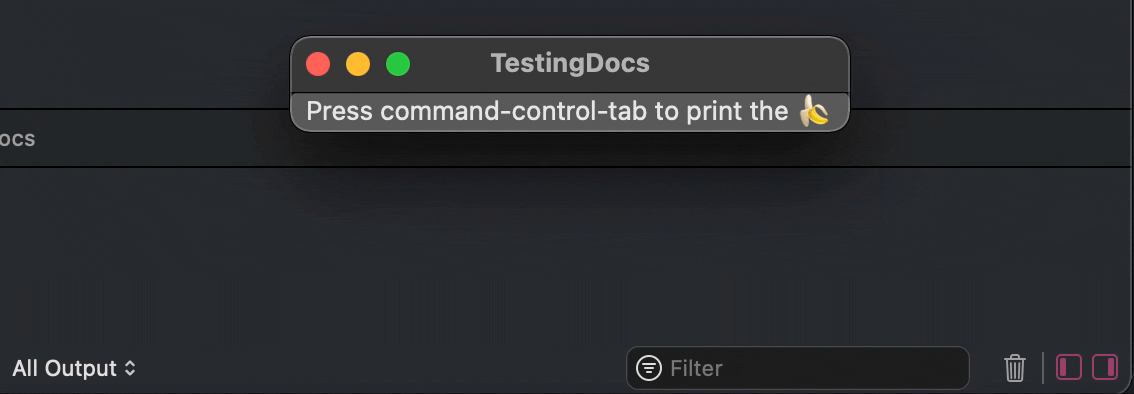 TestingDocs
Press command-control-tab to print the 🍌
ocs
All Output
Filter